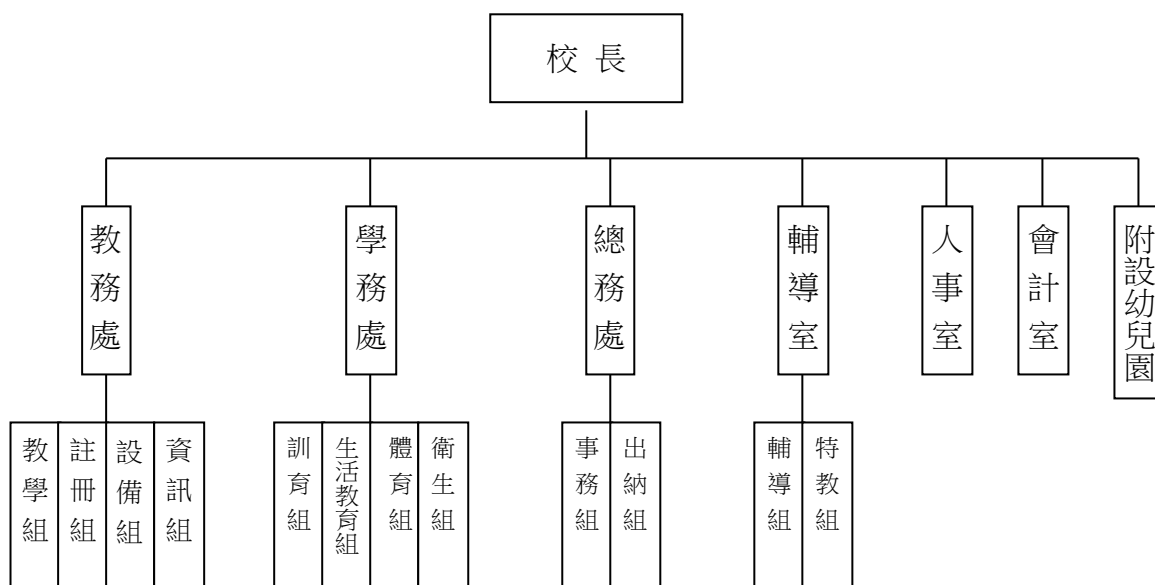 校長
教務處
學務處
總務處
輔導室
人事室
會計室
附設幼兒園
教學組
註冊組
設備組
資訊組
訓育組
生活教育組
體育組
衛生組
事務組
出納組
輔導組
特教組